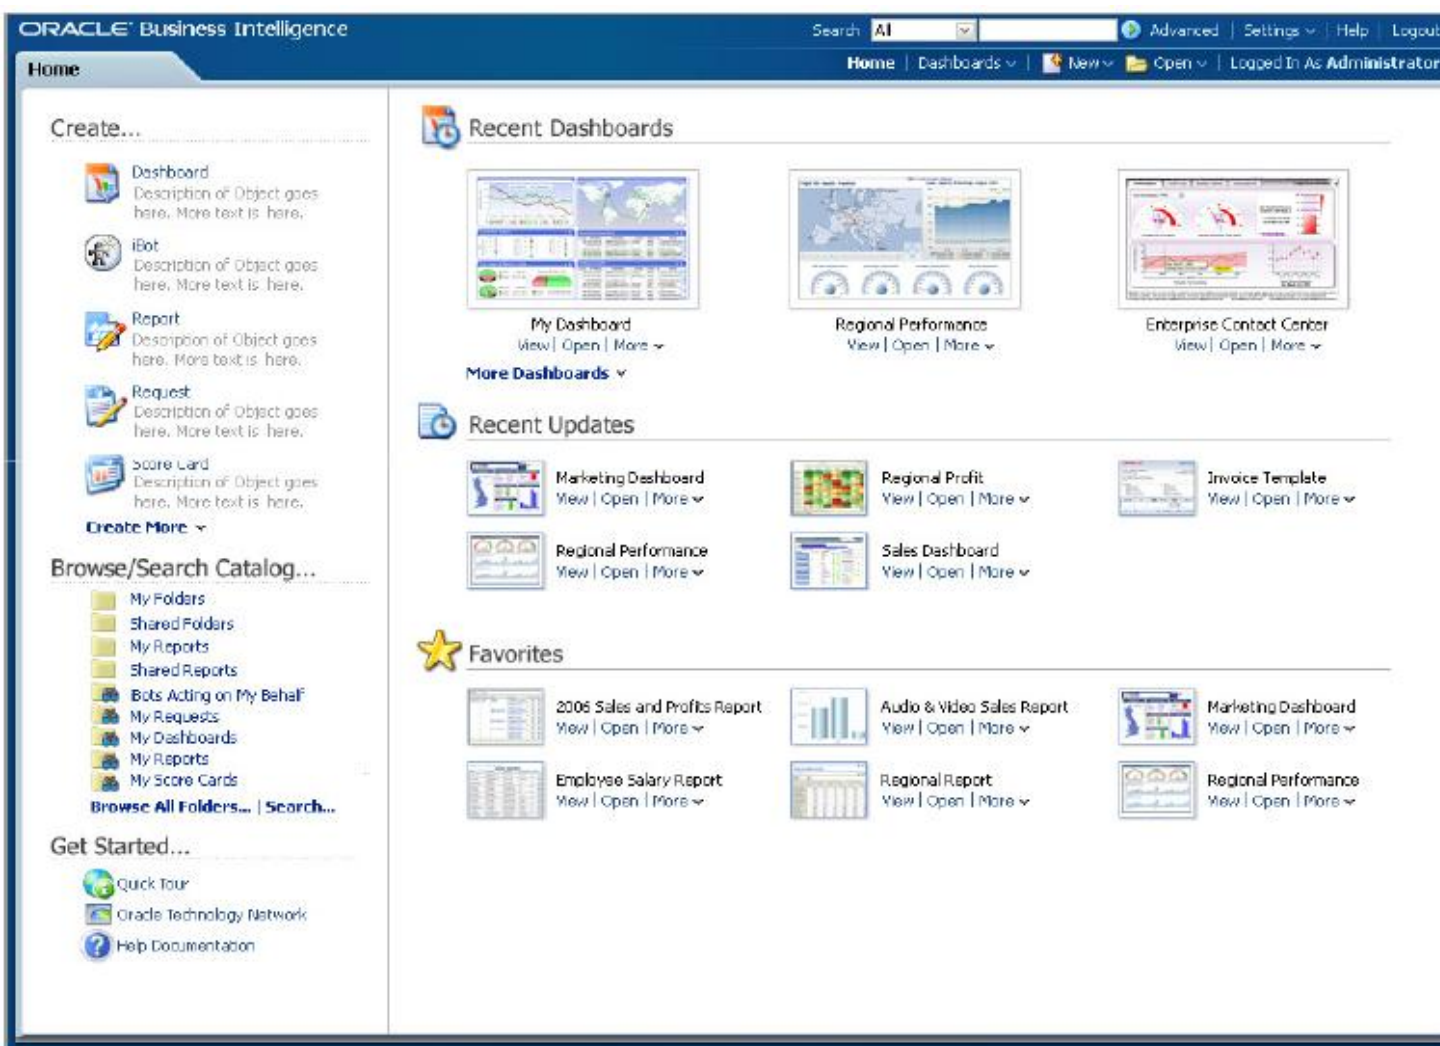 ORACLE Business Intelligence
Search All Advanced | Settings | Help | Logout
Home
Home | Dashboards | New Open | Logged In As Administrator
Create...
Dashboard
Description of Object goes
here. More text is here.
iBot
Description of Object goes
here. More text is here.
Report
Description of Object goes
here. More text is here.
Request
Description of Object goes
here. More text is here.
Score Card
Description of Object goes
here. More text is here.
Create More
Browse/Search Catalog...
My Folders
Shared Folders
My Reports
Shared Reports
Bots Acting on My Behalf
My Requests
My Dashboards
My Reports
My Score Cards
Browse All Folders... | Search...
Get Started...
Quick Tour
Oracle Technology Network
Help Documentation
Recent Dashboards
My Dashboard
View | Open | More
Regional Performance
View | Open | More
Enterprise Contact Center
View | Open | More
More Dashboards
Recent Updates
Marketing Dashboard
View | Open | More
Regional Profit
View | Open | More
Invoice Template
View | Open | More
Regional Performance
View | Open | More
Sales Dashboard
View | Open | More
Favorites
2006 Sales and Profits Report
View | Open | More
Audio & Video Sales Report
View | Open | More
Marketing Dashboard
View | Open | More
Employee Salary Report
View | Open | More
Regional Report
View | Open | More
Regional Performance
View | Open | More